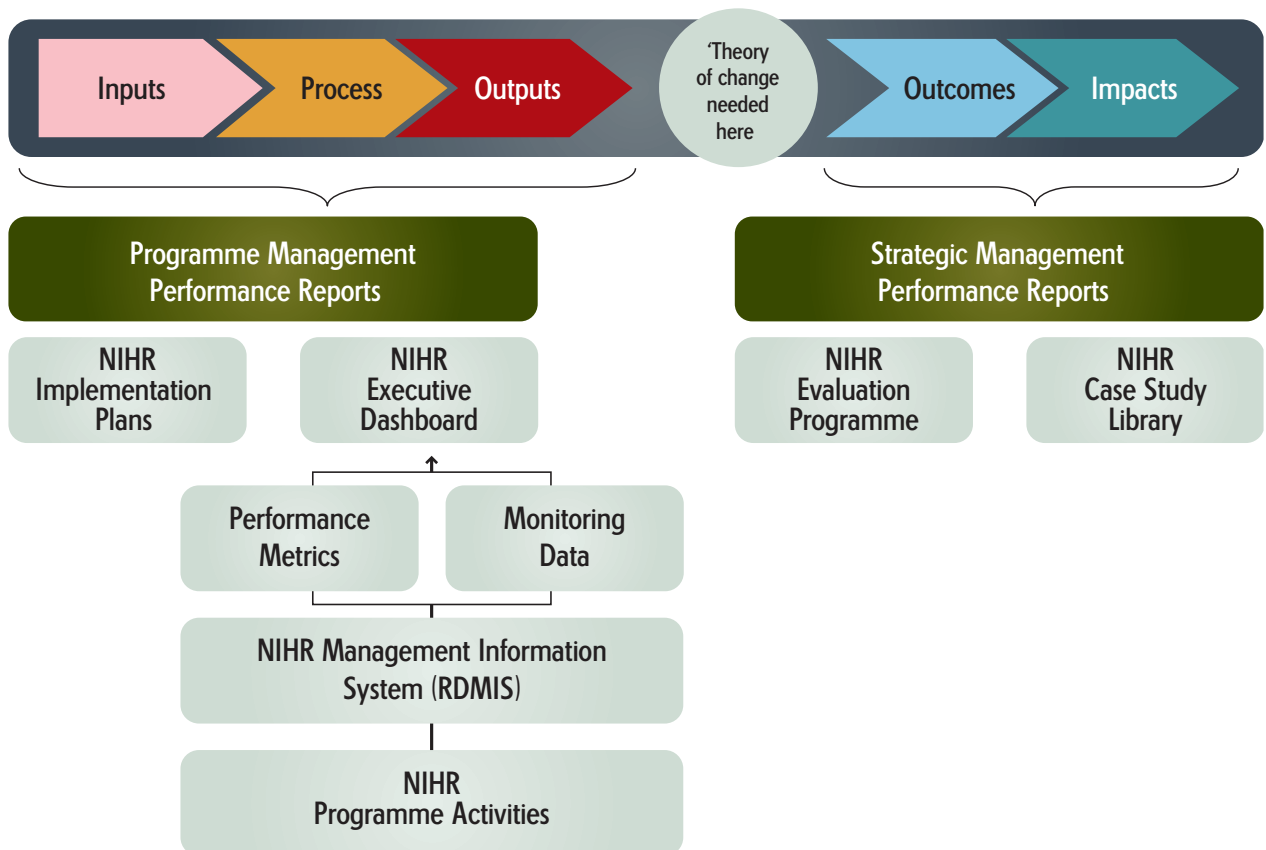 Inputs
Process
Outputs
‘Theory
of change
needed
here
Outcomes
Impacts
Programme Management
Performance Reports
Strategic Management
Performance Reports
NIHR
Implementation
Plans
NIHR
Executive
Dashboard
NIHR
Evaluation
Programme
NIHR
Case Study
Library
Performance
Metrics
Monitoring
Data
NIHR Management Information
System (RDMIS)
NIHR
Programme Activities